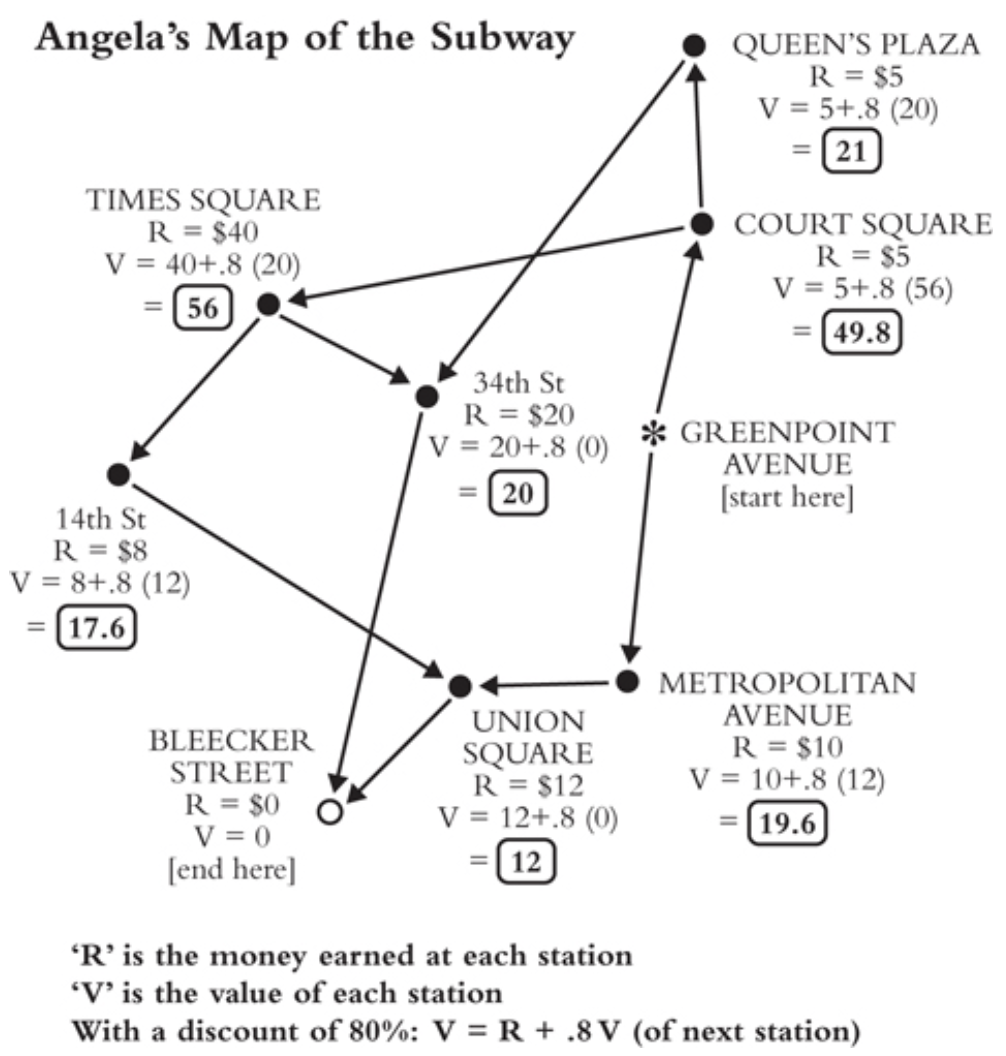 Angela's Map of the Subway
QUEEN'S PLAZA
R = $5
V = 5+.8 (20)
= 21
TIMES SQUARE
R = $40
V = 40+.8 (20)
= 56
COURT SQUARE
R = $5
V = 5+.8 (56)
= 49.8
34th St
R = $20
V = 20+.8 (0)
= 20
GREENPOINT
AVENUE
[start here]
14th St
R = $8
V = 8+.8 (12)
= 17.6
METROPOLITAN
AVENUE
R = $10
V = 10+.8 (12)
= 19.6
UNION
SQUARE
R = $12
V = 12+.8 (0)
= 12
BLEECKER
STREET
R = $0
V = 0
[end here]
'R' is the money earned at each station
'V' is the value of each station
With a discount of 80%: V = R + .8V (of next station)